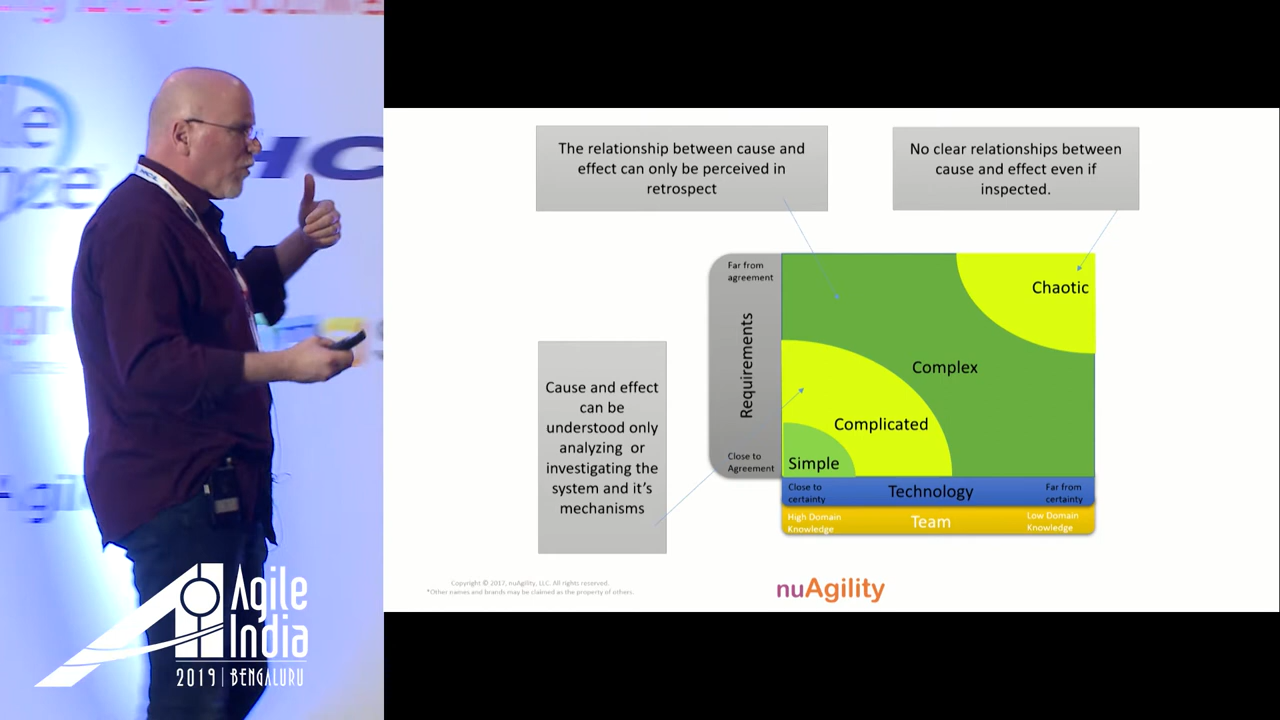 The relationship between cause and
effect can only be perceived in
retrospect
No clear relationships between
cause and effect even if
inspected.
Far from
agreement
Requirements
Close to
Agreement
Chaotic
Complex
Complicated
Simple
Cause and effect
can be
understood only
analyzing or
investigating the
system and it's
mechanisms
Close to
certainty
Technology
Far from
certainty
High Domain
Knowledge
Team
Low Domain
Knowledge
Copyright © 2017, nuAgility, LLC. All rights reserved.
*Other names and brands may be claimed as the property of others.
nuAgility
Agile
India
2019 | BENGALURU